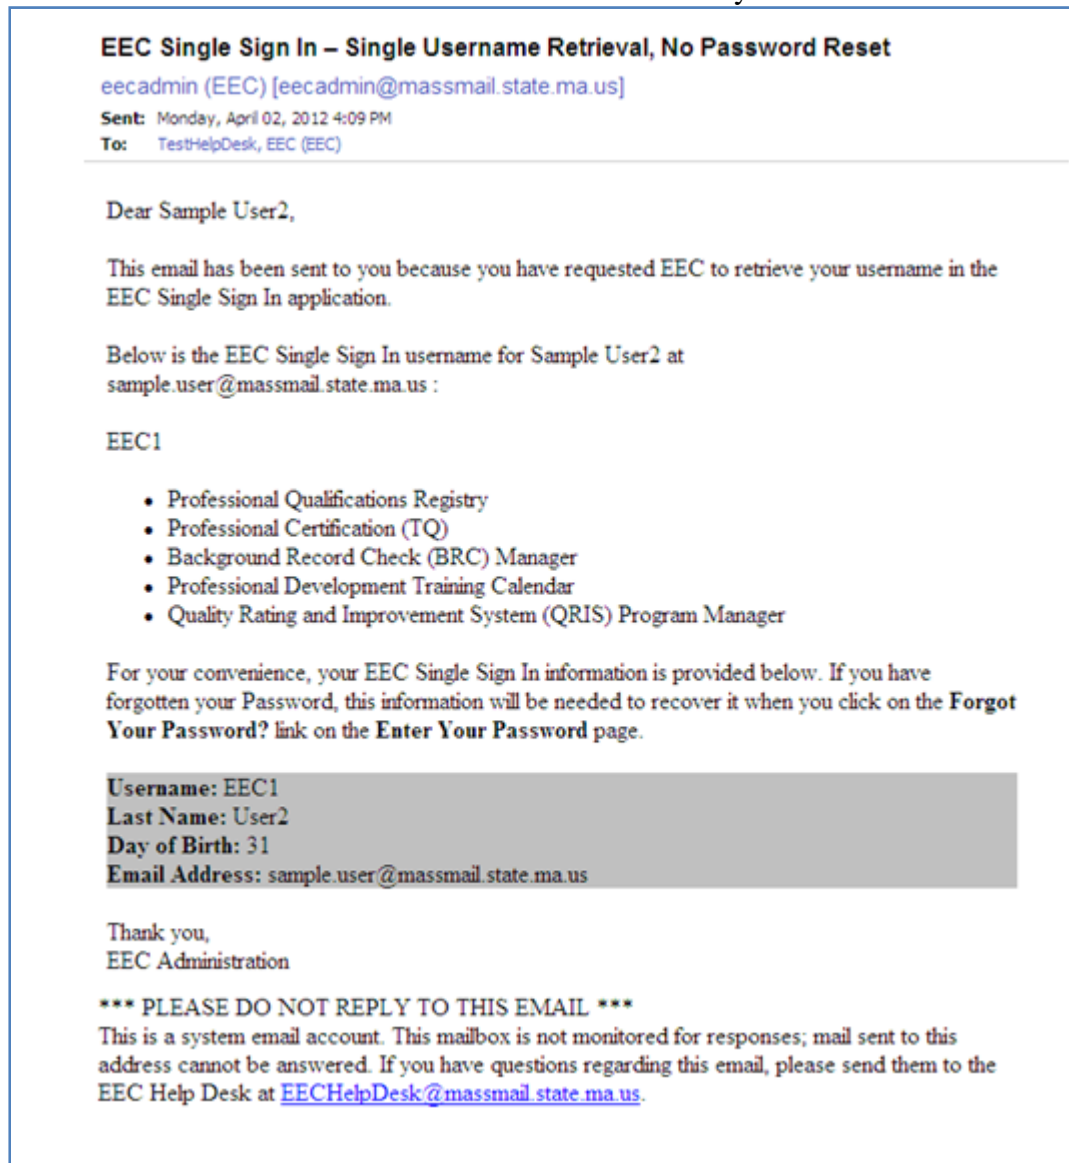 EEC Single Sign In – Single Username Retrieval, No Password Reset
eecadmin (EEC) [eecadmin@massmail.state.ma.us]
Sent: Monday, April 02, 2012 4:09 PM
To: TestHelpDesk, EEC (EEC)
Dear Sample User2,
This email has been sent to you because you have requested EEC to retrieve your username in the
EEC Single Sign In application.
Below is the EEC Single Sign In username for Sample User2 at
sample.user@massmail.state.ma.us :
EEC1
• Professional Qualifications Registry
• Professional Certification (TQ)
• Background Record Check (BRC) Manager
• Professional Development Training Calendar
• Quality Rating and Improvement System (QRIS) Program Manager
For your convenience, your EEC Single Sign In information is provided below. If you have
forgotten your Password, this information will be needed to recover it when you click on the Forgot
Your Password? link on the Enter Your Password page.
Username: EEC1
Last Name: User2
Day of Birth: 31
Email Address: sample.user@massmail.state.ma.us
Thank you,
EEC Administration
*** PLEASE DO NOT REPLY TO THIS EMAIL ***
This is a system email account. This mailbox is not monitored for responses; mail sent to this
address cannot be answered. If you have questions regarding this email, please send them to the
EEC Help Desk at EECHelpDesk@massmail.state.ma.us.